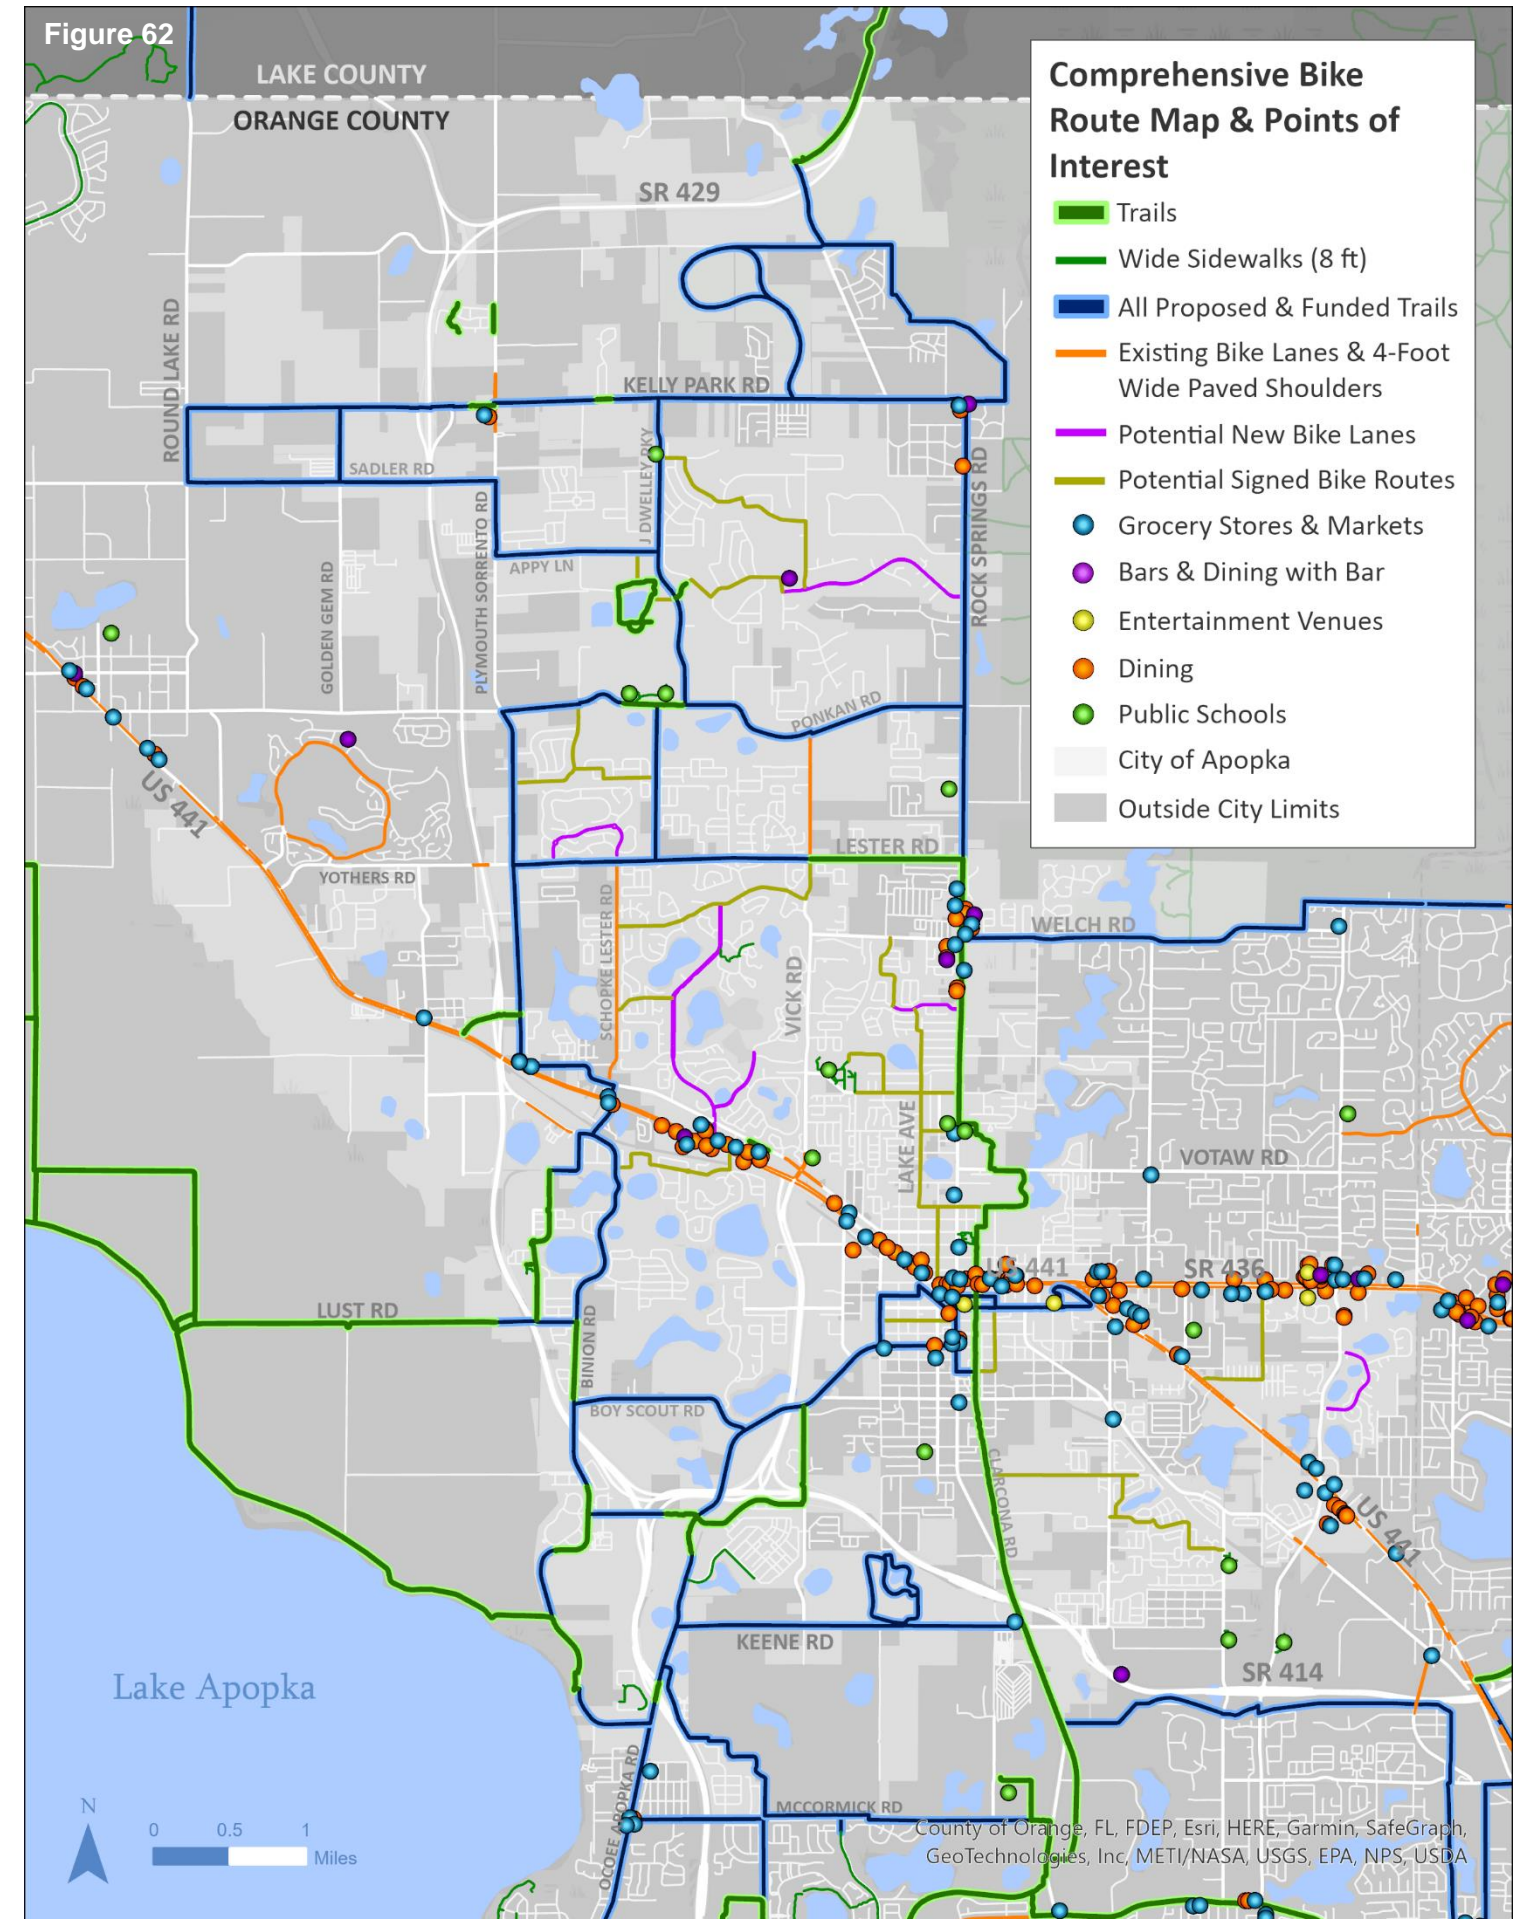 Figure 62
LAKE COUNTY
ORANGE COUNTY
Comprehensive Bike
Route Map & Points of
Interest
Trails
Wide Sidewalks (8 ft)
All Proposed & Funded Trails
Existing Bike Lanes & 4-Foot
Wide Paved Shoulders
Potential New Bike Lanes
Potential Signed Bike Routes
Grocery Stores & Markets
Bars & Dining with Bar
Entertainment Venues
Dining
Public Schools
City of Apopka
Outside City Limits
SR 429
ROUND LAKE RD
KELLY PARK RD
SADLER RD
J DWELLEY PKY
ROCK SPRINGS RD
PLYMOUTH SORRENTO RD
APPY LN
GOLDEN GEM RD
PONKAN RD
US 441
LESTER RD
YOTHERS RD
SCHOPKE LESTER RD
WELCH RD
VICK RD
LAKE AVE
VOTAW RD
US 441
SR 436
LUST RD
BINION RD
BOY SCOUT RD
CLARCONA RD
US 441
KEENE RD
SR 414
Lake Apopka
OCOEE APOPKA RD
MCCORMICK RD
N
0 0.5 1
Miles
County of Orange, FL, FDEP, Esri, HERE, Garmin, SafeGraph,
GeoTechnologies, Inc, METI/NASA, USGS, EPA, NPS, USDA